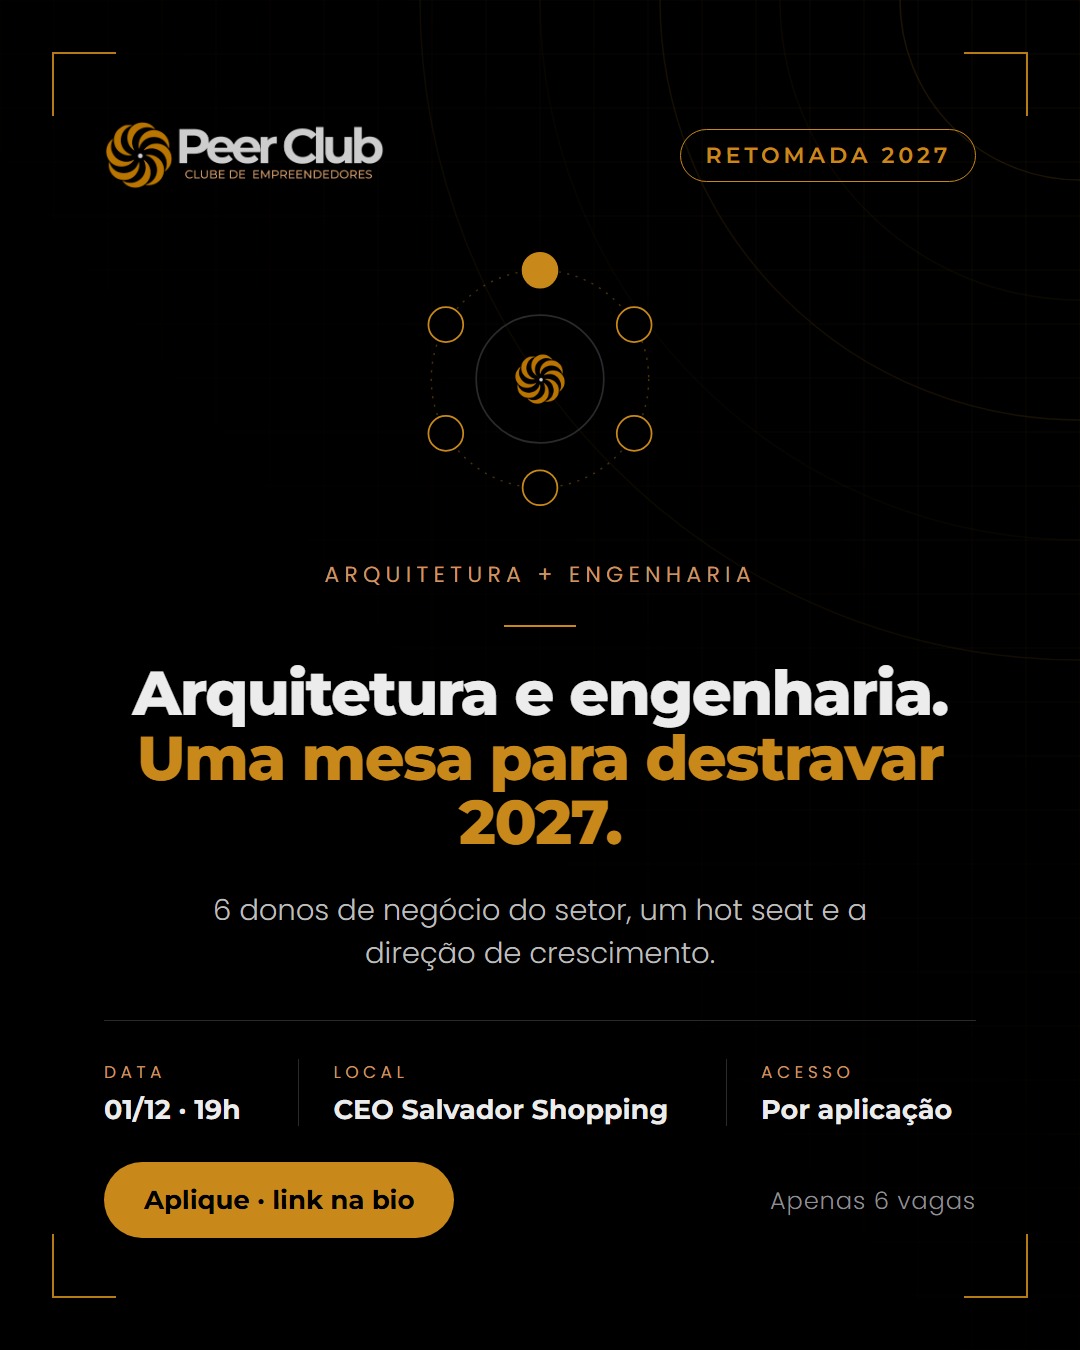 Peer Club
CLUBE DE EMPREENDEDORES
RETOMADA 2027
ARQUITETURA + ENGENHARIA
Arquitetura e engenharia.
Uma mesa para destravar
2027.
6 donos de negócio do setor, um hot seat e a
direção de crescimento.
DATA
01/12 · 19h
LOCAL
CEO Salvador Shopping
ACESSO
Por aplicação
Aplique · link na bio
Apenas 6 vagas